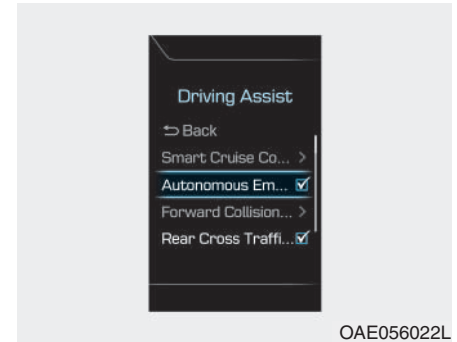 Driving Assist
Back
Smart Cruise Co...
Autonomous Em...
Forward Collision...
Rear Cross Traffi...
OAE056022L